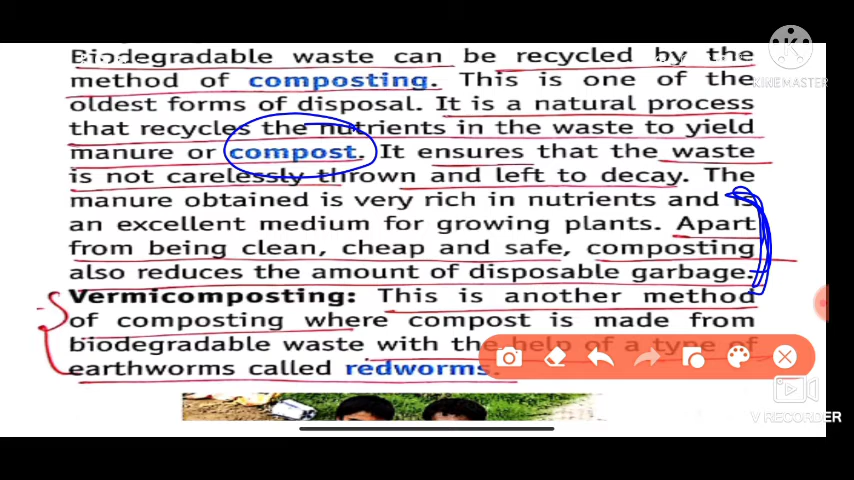 Biodegradable waste can be recycled by the
method of composting. This is one of the
oldest forms of disposal. It is a natural process
that recycles the nutrients in the waste to yield
manure or compost. It ensures that the waste
is not carelessly thrown and left to decay. The
manure obtained is very rich in nutrients and is
an excellent medium for growing plants. Apart
from being clean, cheap and safe, composting
also reduces the amount of disposable garbage.
Vermicomposting: This is another method
of composting where compost is made from
biodegradable waste with the help of a type of
earthworms called redworms.
KINEMASTER
V RECORDER